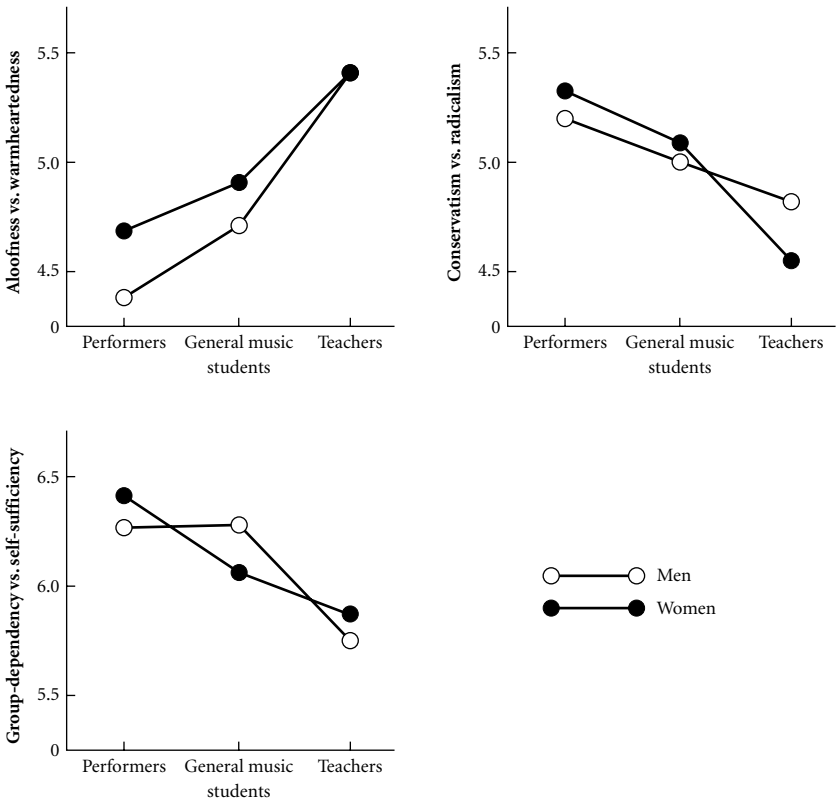 Aloofness vs. warmheartedness
5.5
5.0
4.5
0
Performers
General music
students
Teachers
Conservatism vs. radicalism
5.5
5.0
4.5
0
Performers
General music
students
Teachers
Group-dependency vs. self-sufficiency
6.5
6.0
5.5
0
Performers
General music
students
Teachers
Men
Women